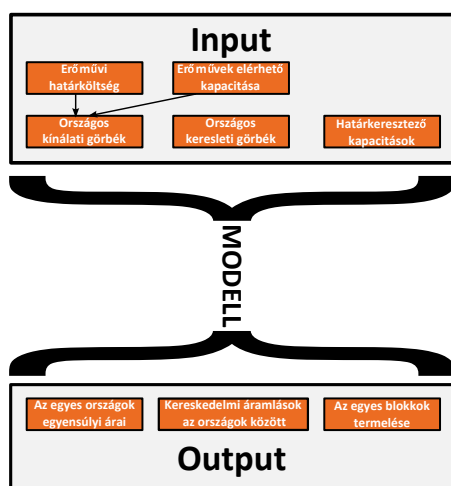 Input
Erőművi
határköltség
Erőművek elérhető
kapacitása
Országos
kínálati görbék
Országos
keresleti görbék
Határkeresztező
kapacitások
MODELL
Az egyes országok
egyensúlyi árai
Kereskedelmi áramlások
az országok között
Az egyes blokkok
termelése
Output